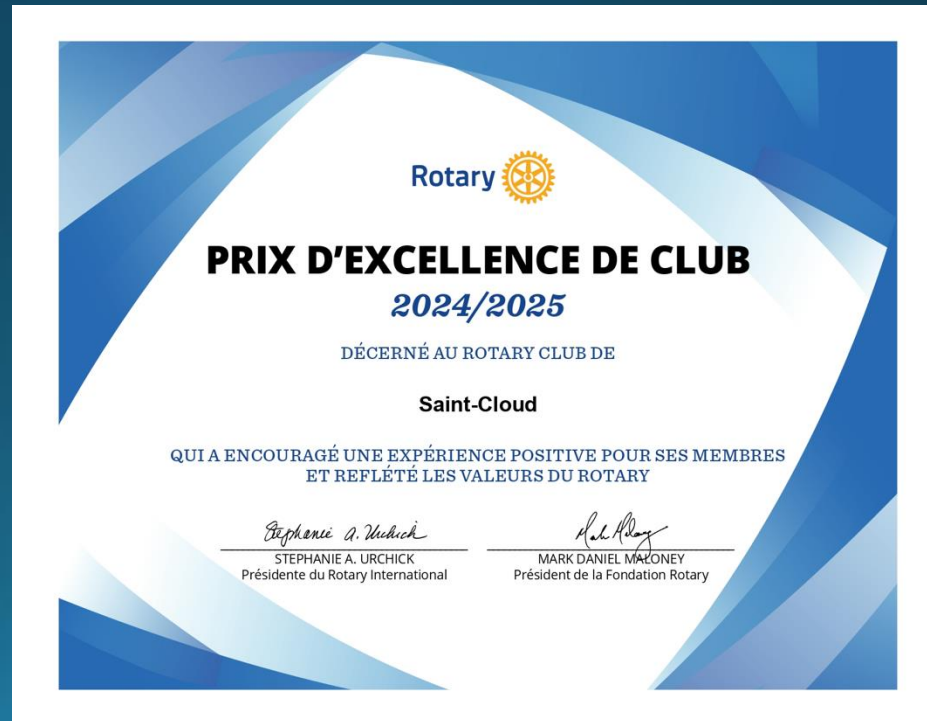 Rotary
PRIX D’EXCELLENCE DE CLUB
2024/2025
DÉCERNÉ AU ROTARY CLUB DE
Saint-Cloud
QUI A ENCOURAGÉ UNE EXPÉRIENCE POSITIVE POUR SES MEMBRES
ET REFLÉTÉ LES VALEURS DU ROTARY
Stephanie A. Urchick
STEPHANIE A. URCHICK
Présidente du Rotary International
MARK DANIEL MALONEY
Président de la Fondation Rotary